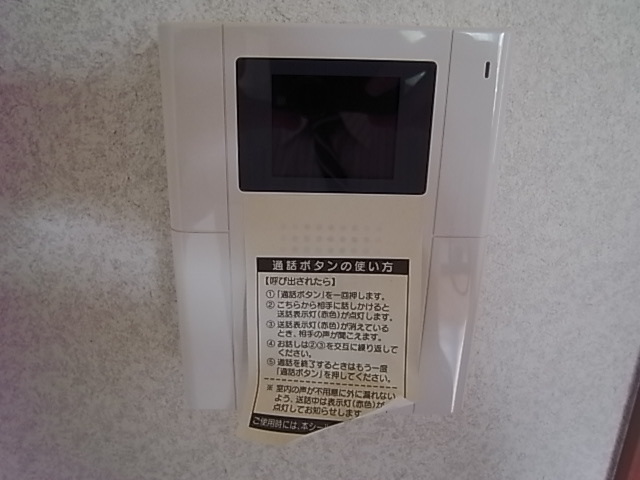 通話ボタンの使い方
【呼び出されたら】
①「通話ボタン」を一回押します。
② こちらから相手に話しかけると
送話表示灯(赤色)が点灯します。
③ 送話表示灯(赤色)が消えている
とき、相手の声が聞こえます。
④ お話しは②③を交互に繰り返して
ください。
⑤ 通話を終了するときはもう一度
「通話ボタン」を押してください。
※ 室内の声が不用意に外に漏れない
よう、送話中は表示灯(赤色)が
点灯してお知らせします
ご使用時には、本シール